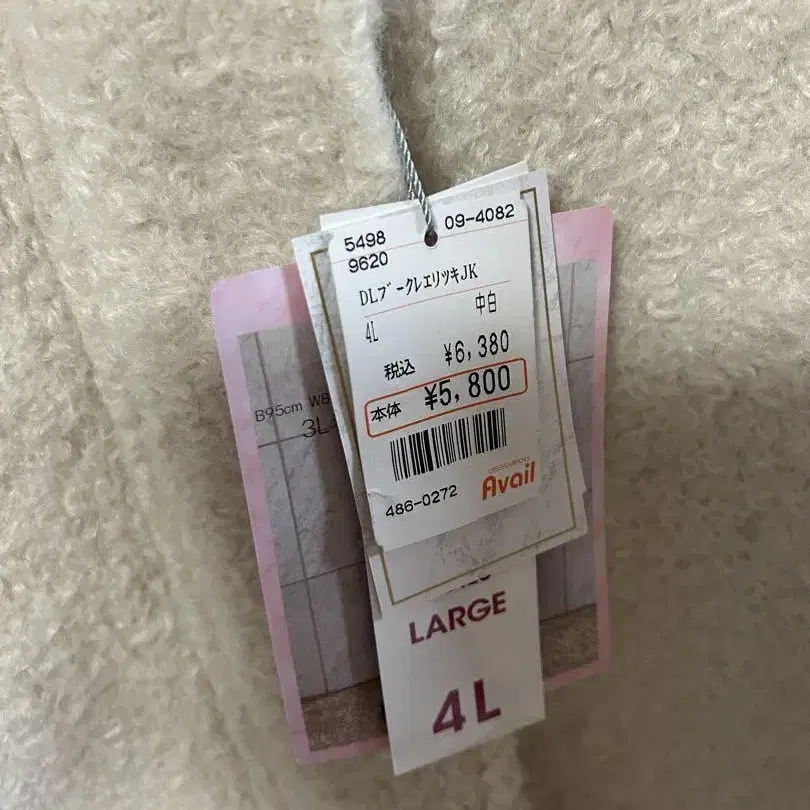 5498
09-4082
9620
DLﾌﾞｰｸﾚｴﾘﾂｷJK
4L 中白
税込 ¥6,380
本体 ¥5,800
486-0272
Avail
B95cm
3L
LARGE
4L